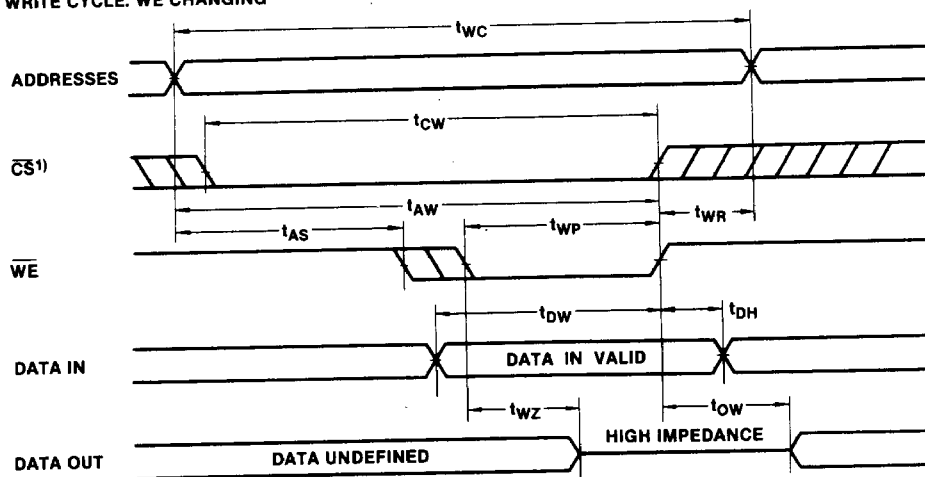 WRITE CYCLE: WE CHANGING
tWC
ADDRESSES
tCW
CS1)
tAW
tWR
tAS
tWP
WE
tDW
tDH
DATA IN
DATA IN VALID
tWZ
tOW
HIGH IMPEDANCE
DATA OUT
DATA UNDEFINED